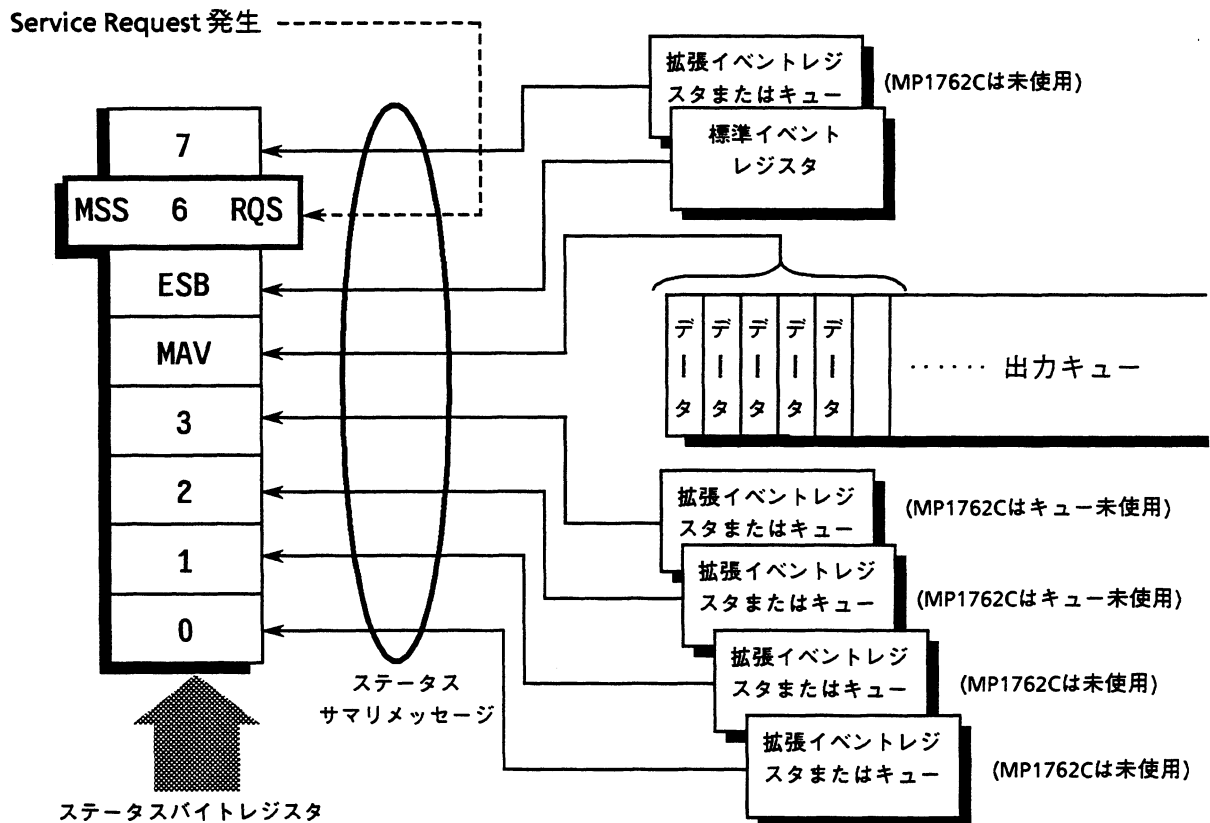 Service Request 発生
拡張イベントレジ
スタまたはキュー
(MP1762Cは未使用)
標準イベント
レジスタ
7
MSS 6 RQS
ESB
MAV
3
2
1
0
データ データ データ データ データ
…… 出力キュー
拡張イベントレジ
スタまたはキュー
(MP1762Cはキュー未使用)
拡張イベントレジ
スタまたはキュー
(MP1762Cはキュー未使用)
拡張イベントレジ
スタまたはキュー
(MP1762Cは未使用)
拡張イベントレジ
スタまたはキュー
(MP1762Cは未使用)
ステータス
サマリメッセージ
ステータスバイトレジスタ